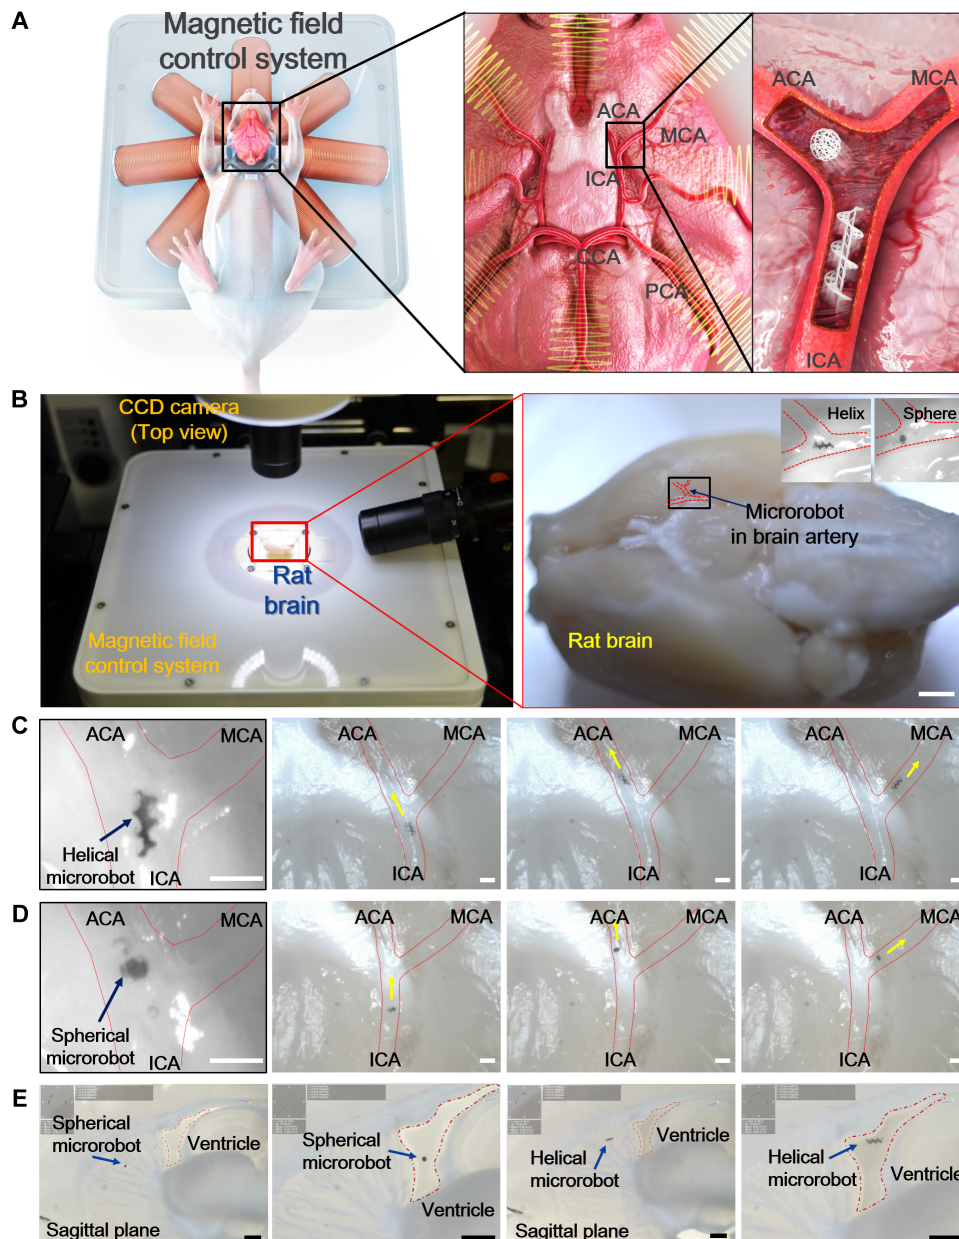 A
Magnetic field
control system
ACA
MCA
ICA
CCA
PCA
ACA
MCA
ICA
B
CCD camera
(Top view)
Rat
brain
Magnetic field
control system
Helix
Sphere
Microrobot
in brain artery
Rat brain
C
ACA
MCA
Helical
microrobot
ICA
ACA
MCA
ICA
ACA
MCA
ICA
ACA
MCA
ICA
D
ACA
MCA
Spherical
microrobot
ICA
ACA
MCA
ICA
ACA
MCA
ICA
ACA
MCA
ICA
E
Spherical
microrobot
Ventricle
Sagittal plane
Spherical
microrobot
Ventricle
Helical
microrobot
Ventricle
Sagittal plane
Helical
microrobot
Ventricle